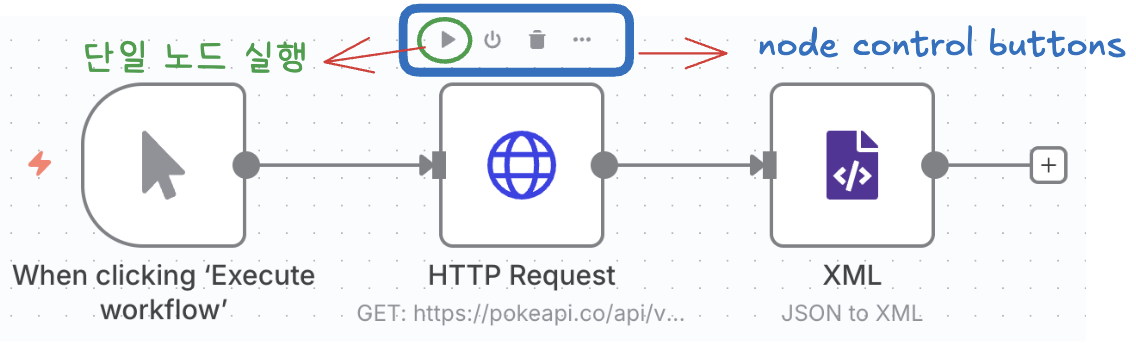 단일 노드 실행
node control buttons
When clicking ‘Execute
workflow’
HTTP Request
GET: https://pokeapi.co/api/v...
XML
JSON to XML